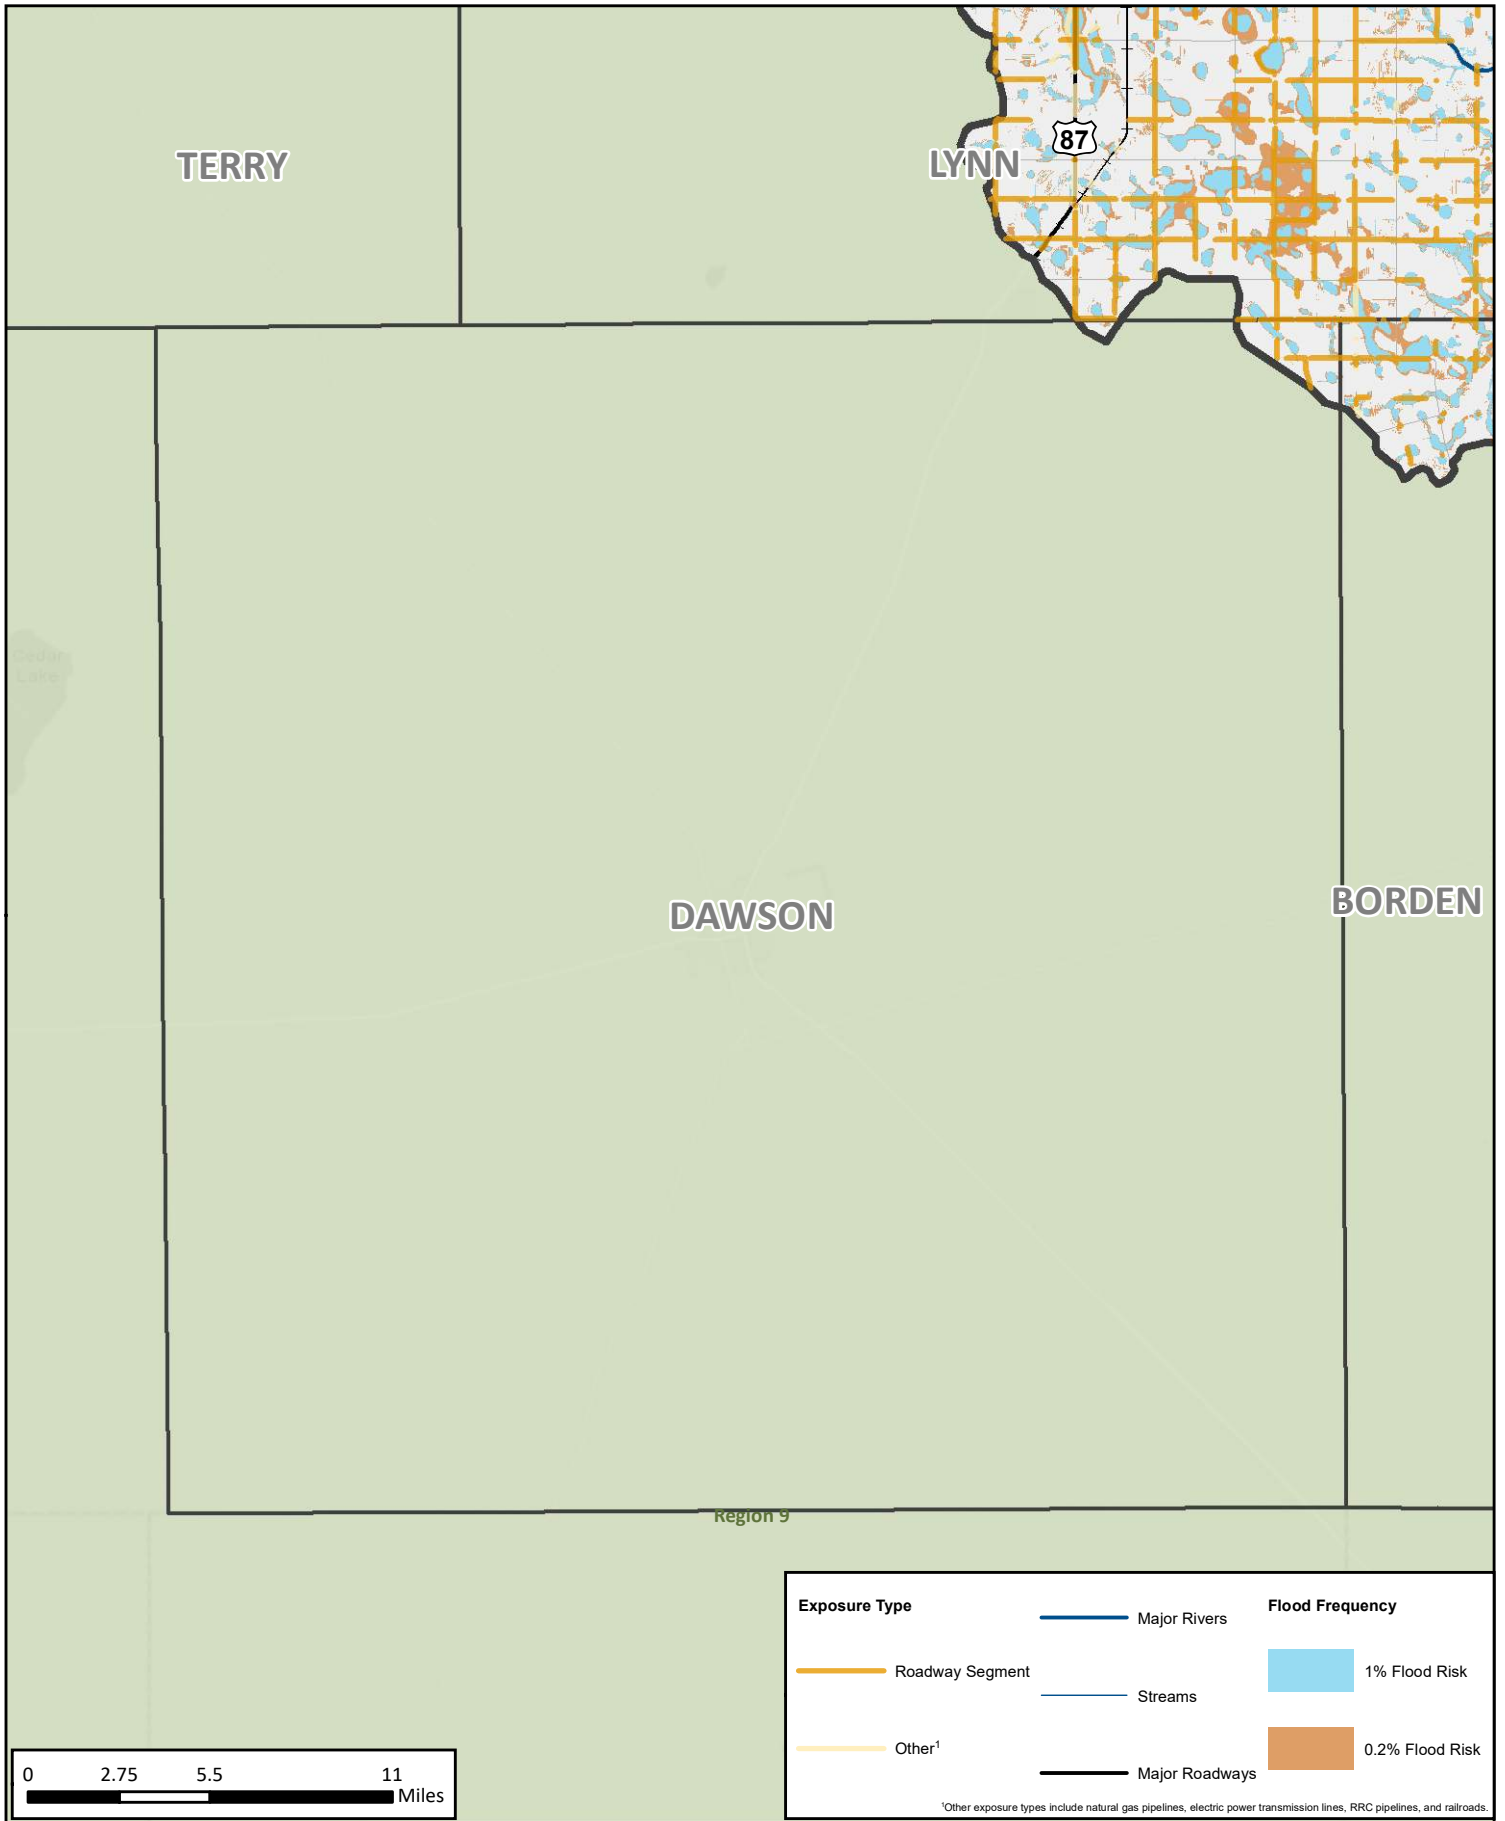 TERRY
LYNN
87
Cedar
Lake
DAWSON
BORDEN
Region 9
Exposure Type
Roadway Segment
Other¹
Major Rivers
Streams
Major Roadways
Flood Frequency
1% Flood Risk
0.2% Flood Risk
¹Other exposure types include natural gas pipelines, electric power transmission lines, RRC pipelines, and railroads.
0 2.75 5.5 11
Miles